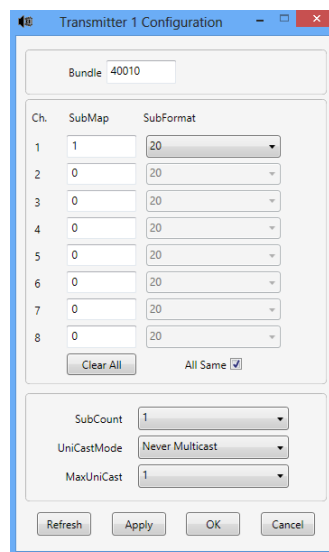 Transmitter 1 Configuration
Bundle 40010
Ch. SubMap SubFormat
1 1 20
2 0 20
3 0 20
4 0 20
5 0 20
6 0 20
7 0 20
8 0 20
Clear All All Same
SubCount 1
UniCastMode Never Multicast
MaxUniCast 1
Refresh Apply OK Cancel